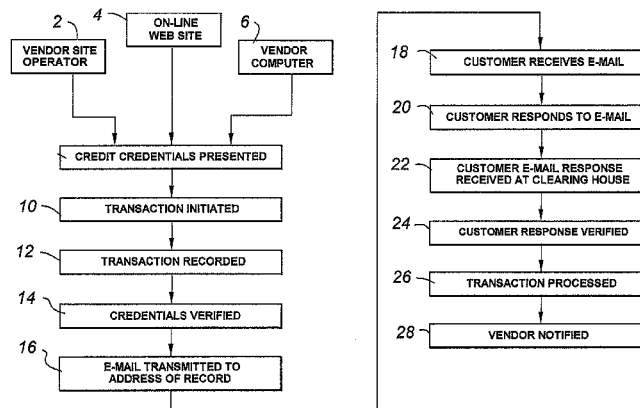 2
4
6
VENDOR SITE
OPERATOR
ON-LINE
WEB SITE
VENDOR
COMPUTER
CREDIT CREDENTIALS PRESENTED
10
TRANSACTION INITIATED
12
TRANSACTION RECORDED
14
CREDENTIALS VERIFIED
16
E-MAIL TRANSMITTED TO
ADDRESS OF RECORD
18
CUSTOMER RECEIVES E-MAIL
20
CUSTOMER RESPONDS TO E-MAIL
22
CUSTOMER E-MAIL RESPONSE
RECEIVED AT CLEARING HOUSE
24
CUSTOMER RESPONSE VERIFIED
26
TRANSACTION PROCESSED
28
VENDOR NOTIFIED